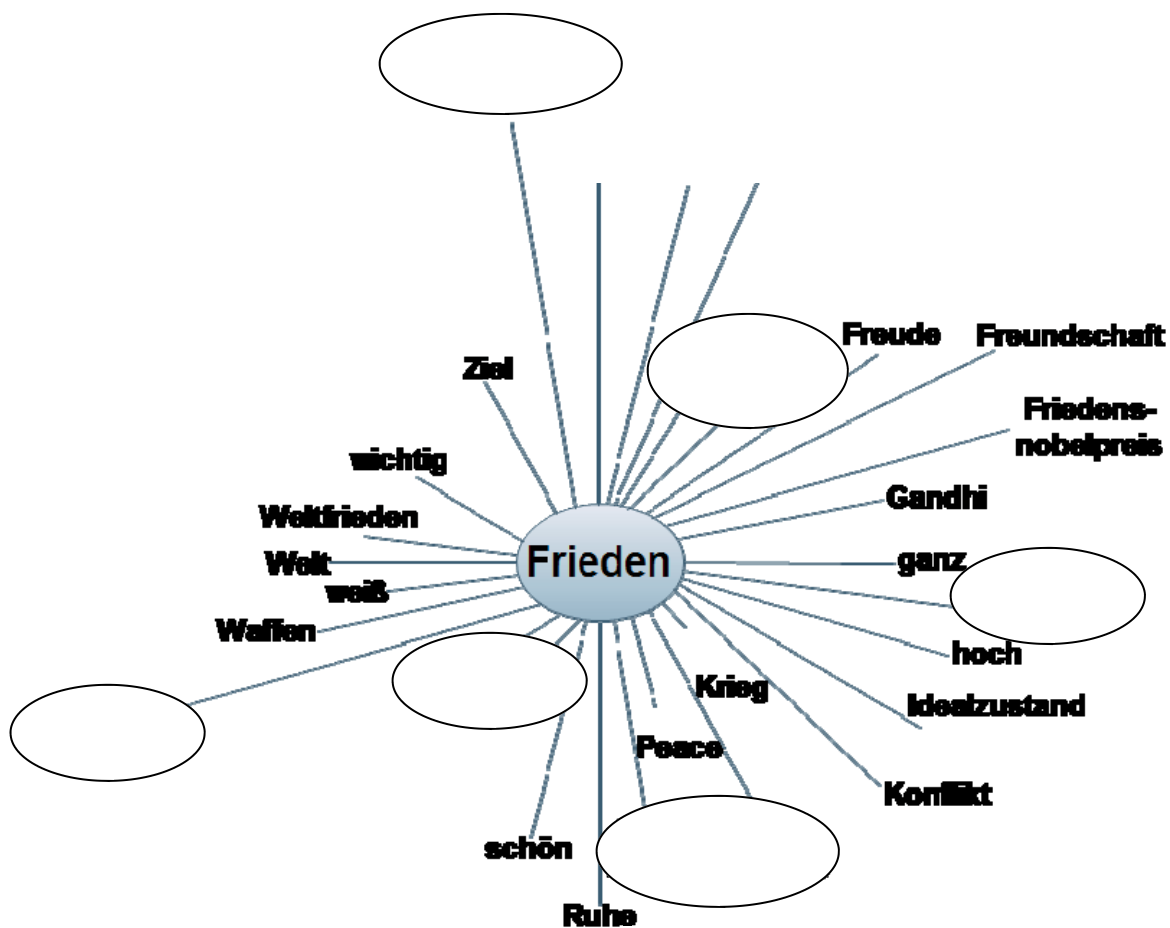 Freude
Freundschaft
Ziel
Friedens-
nobelpreis
wichtig
Gandhi
Weltfrieden
Frieden
ganz
Welt
weiß
Waffen
hoch
Krieg
Idealzustand
Peace
Konflikt
schön
Ruhe